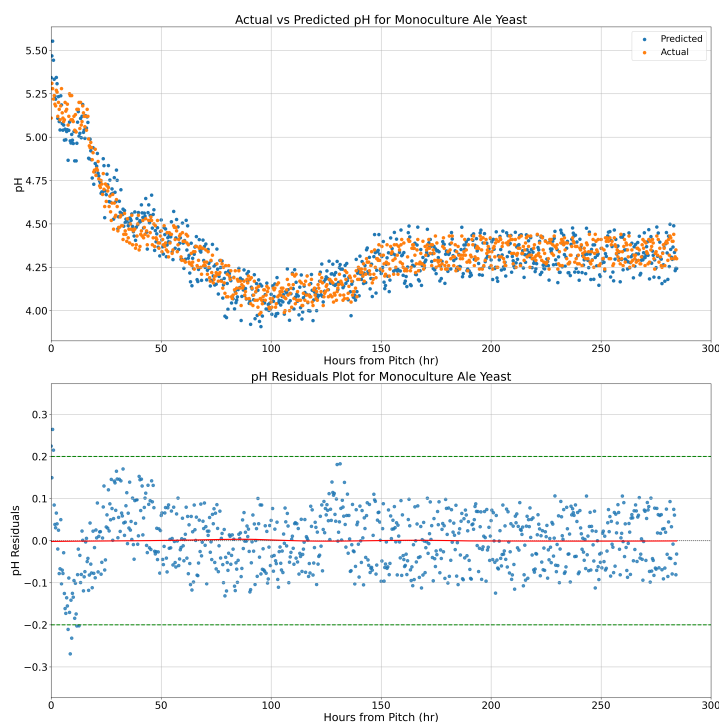 Actual vs Predicted pH for Monoculture Ale Yeast
Predicted
Actual
5.50
5.25
5.00
4.75
4.50
4.25
4.00
pH
0 50 100 150 200 250 300
Hours from Pitch (hr)
pH Residuals Plot for Monoculture Ale Yeast
0.3
0.2
0.1
0.0
−0.1
−0.2
−0.3
pH Residuals
0 50 100 150 200 250 300
Hours from Pitch (hr)